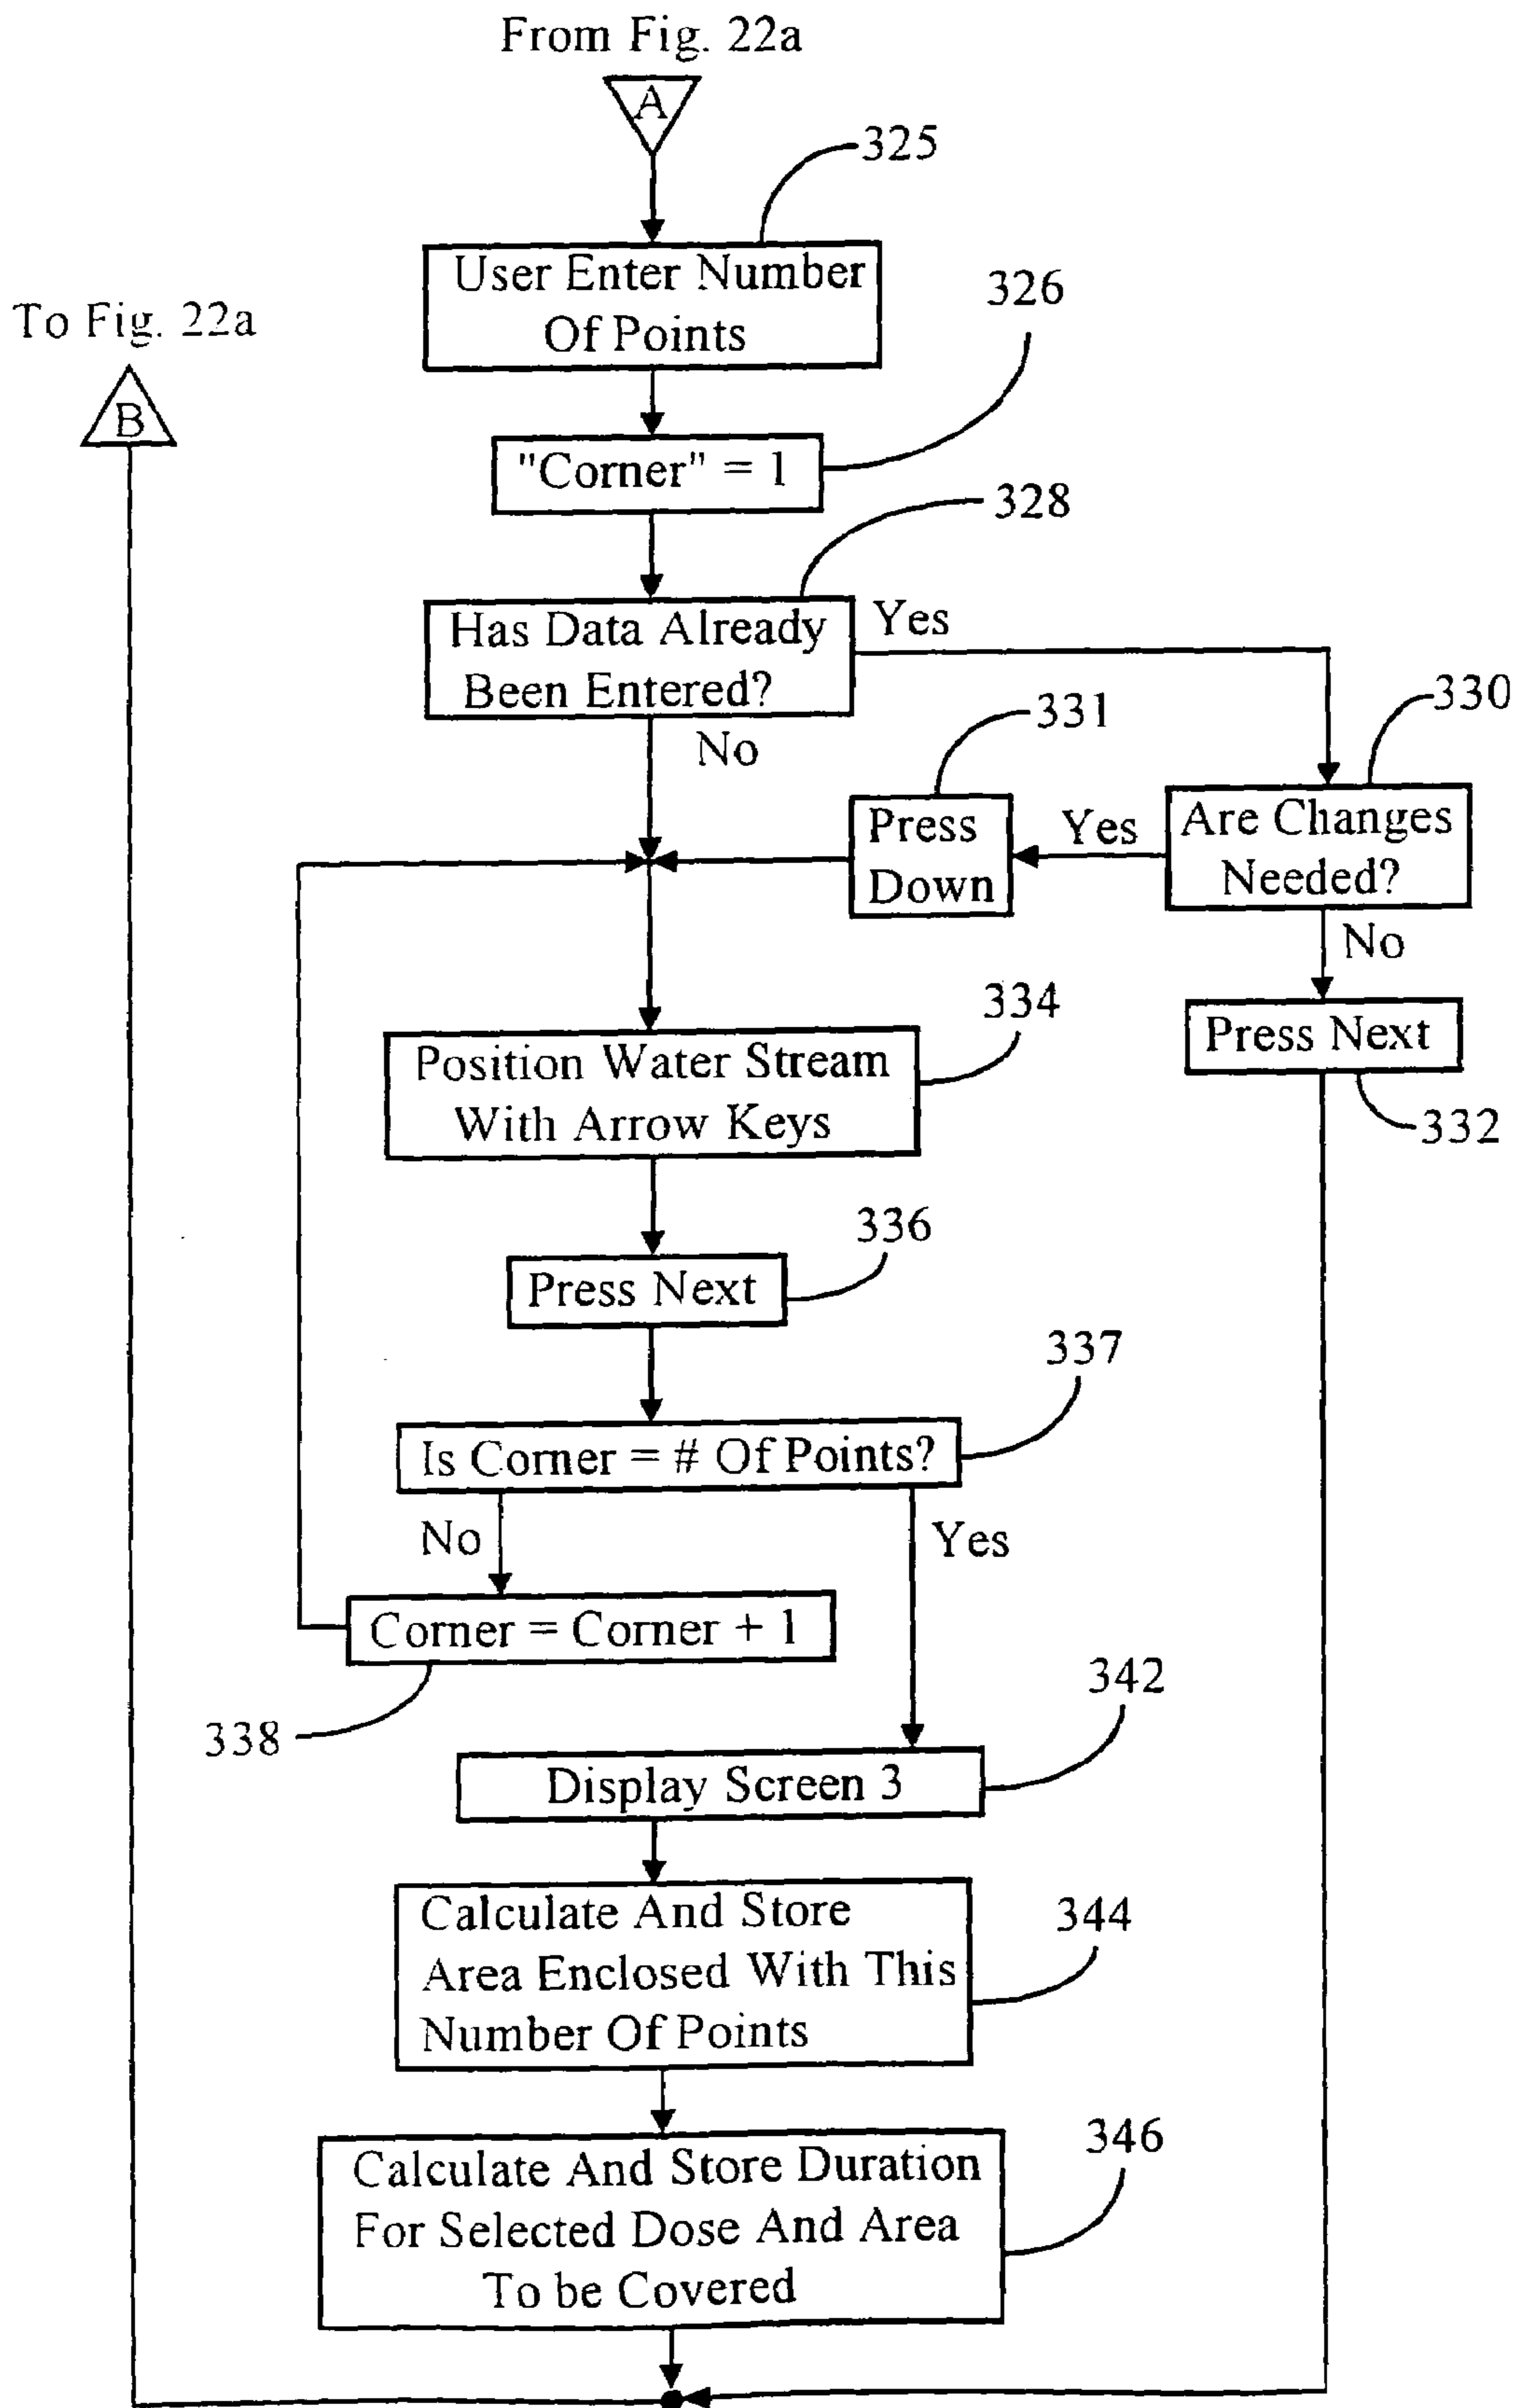 From Fig. 22a
A
325
User Enter Number
Of Points
326
To Fig. 22a
B
"Corner" = 1
328
Has Data Already
Been Entered?
Yes
No
331
330
Press
Down
Yes
Are Changes
Needed?
No
334
Position Water Stream
With Arrow Keys
Press Next
332
336
Press Next
337
Is Corner = # Of Points?
No
Yes
Corner = Corner + 1
338
342
Display Screen 3
344
Calculate And Store
Area Enclosed With This
Number Of Points
346
Calculate And Store Duration
For Selected Dose And Area
To be Covered